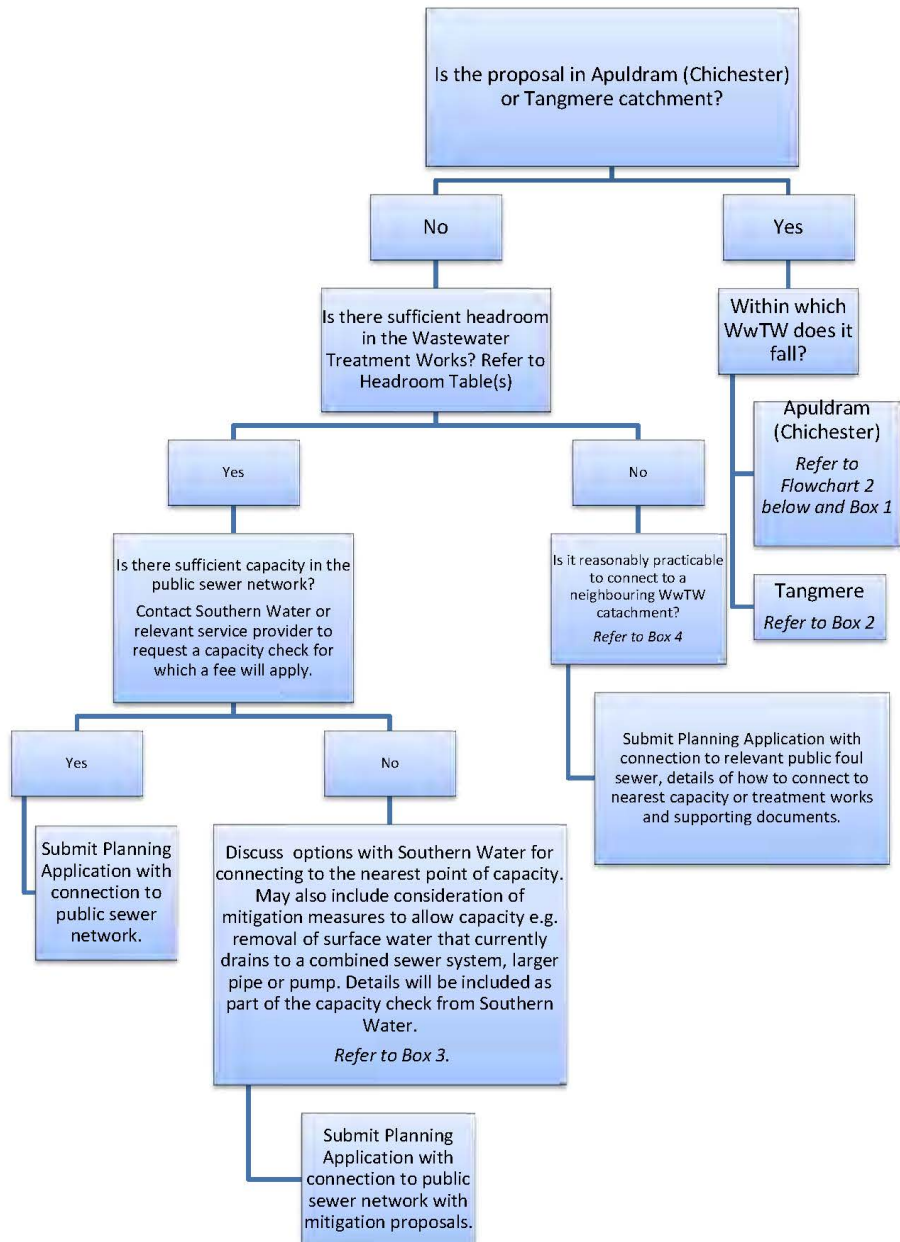 Is the proposal in Apuldram (Chichester)
or Tangmere catchment?
No
Yes
Is there sufficient headroom
in the Wastewater
Treatment Works? Refer to
Headroom Table(s)
Within which
WwTW does it
fall?
Apuldram
(Chichester)
Refer to
Flowchart 2
below and Box 1
Tangmere
Refer to Box 2
Yes
No
Is there sufficient capacity in the
public sewer network?
Contact Southern Water or
relevant service provider to
request a capacity check for
which a fee will apply.
Is it reasonably practicable
to connect to a
neighbouring WwTW
catachment?
Refer to Box 4
Submit Planning Application with
connection to relevant public foul
sewer, details of how to connect to
nearest capacity or treatment works
and supporting documents.
Yes
No
Submit Planning
Application with
connection to
public sewer
network.
Discuss options with Southern Water for
connecting to the nearest point of capacity.
May also include consideration of
mitigation measures to allow capacity e.g.
removal of surface water that currently
drains to a combined sewer system, larger
pipe or pump. Details will be included as
part of the capacity check from Southern
Water.
Refer to Box 3.
Submit Planning
Application with
connection to public
sewer network with
mitigation proposals.